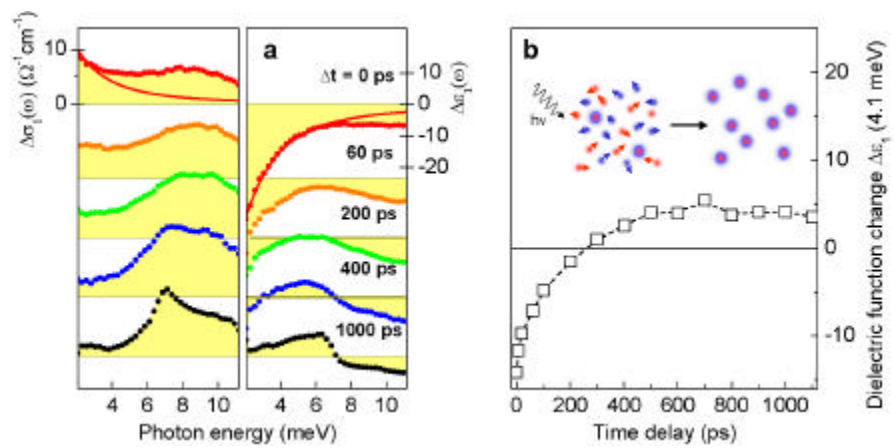 Δσ₁(ω) (Ω⁻¹cm⁻¹)
10
0
4 6 8 10
a
Δt = 0 ps
60 ps
200 ps
400 ps
1000 ps
10
0
-10
-20
Δε₁(ω)
4 6 8 10
Photon energy (meV)
b
hν
20
10
0
-10
Dielectric function change Δε₁ (4.1 meV)
0 200 400 600 800 1000
Time delay (ps)